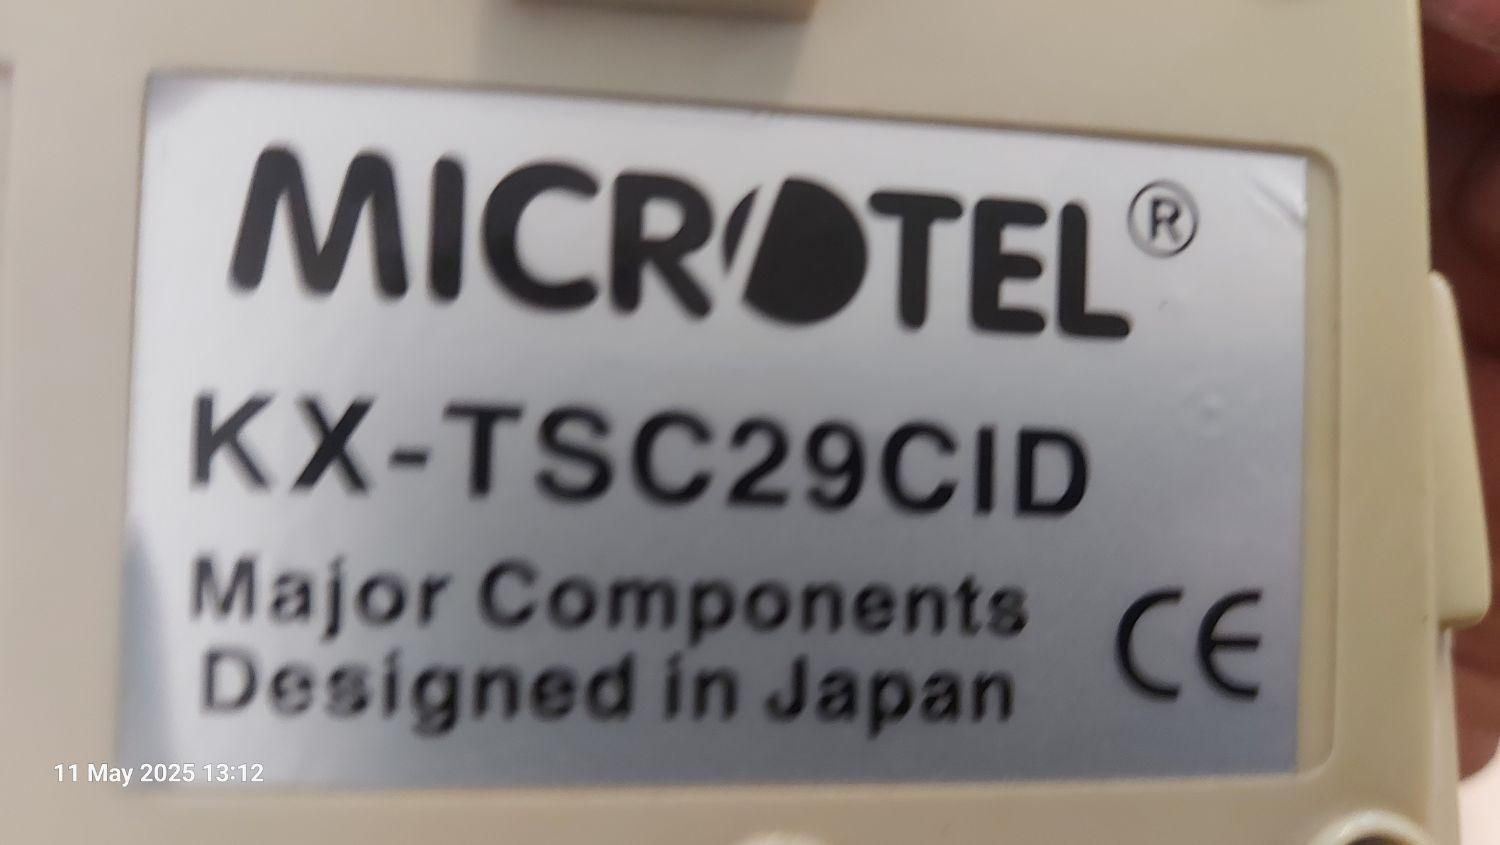 MICROTEL®
KX-TSC29CID
Major Components
Designed in Japan
CE
11 May 2025 13:12